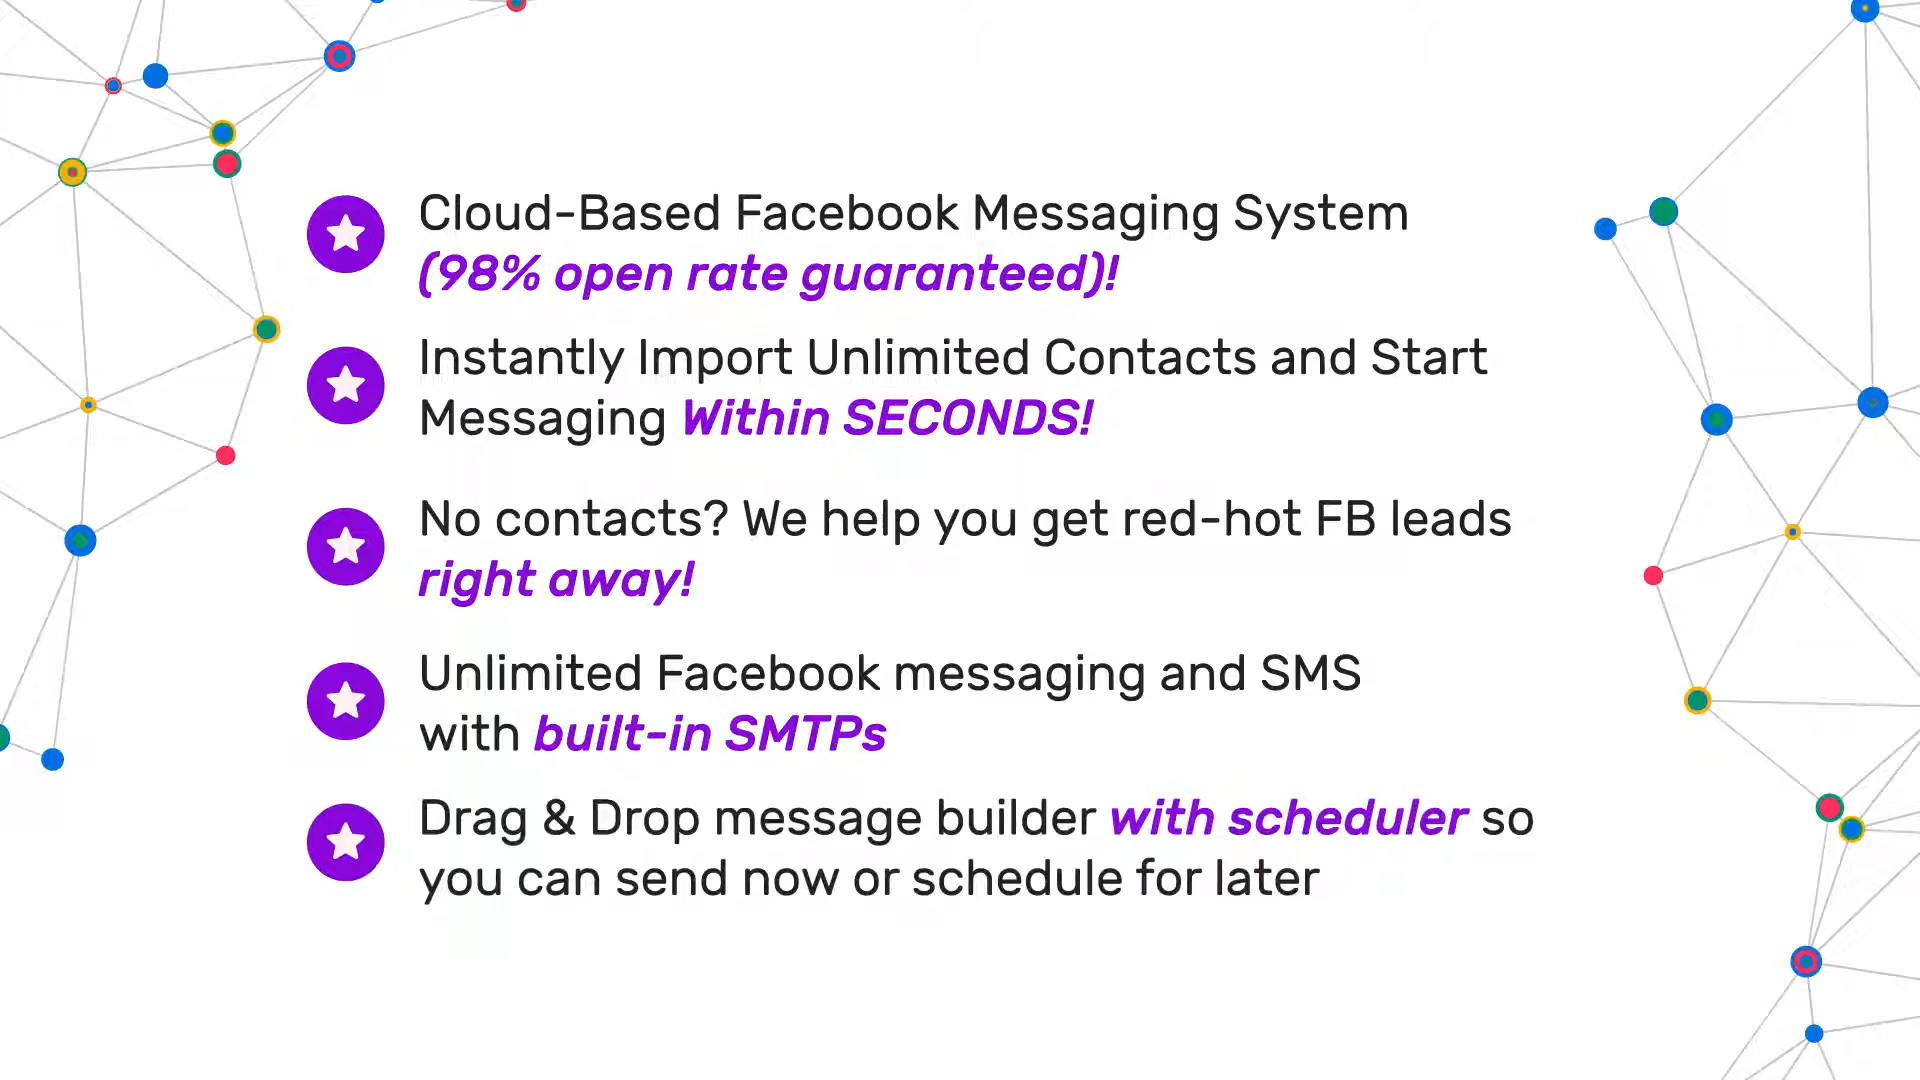 Cloud-Based Facebook Messaging System
(98% open rate guaranteed)!
Instantly Import Unlimited Contacts and Start
Messaging Within SECONDS!
No contacts? We help you get red-hot FB leads
right away!
Unlimited Facebook messaging and SMS
with built-in SMTPs
Drag & Drop message builder with scheduler so
you can send now or schedule for later